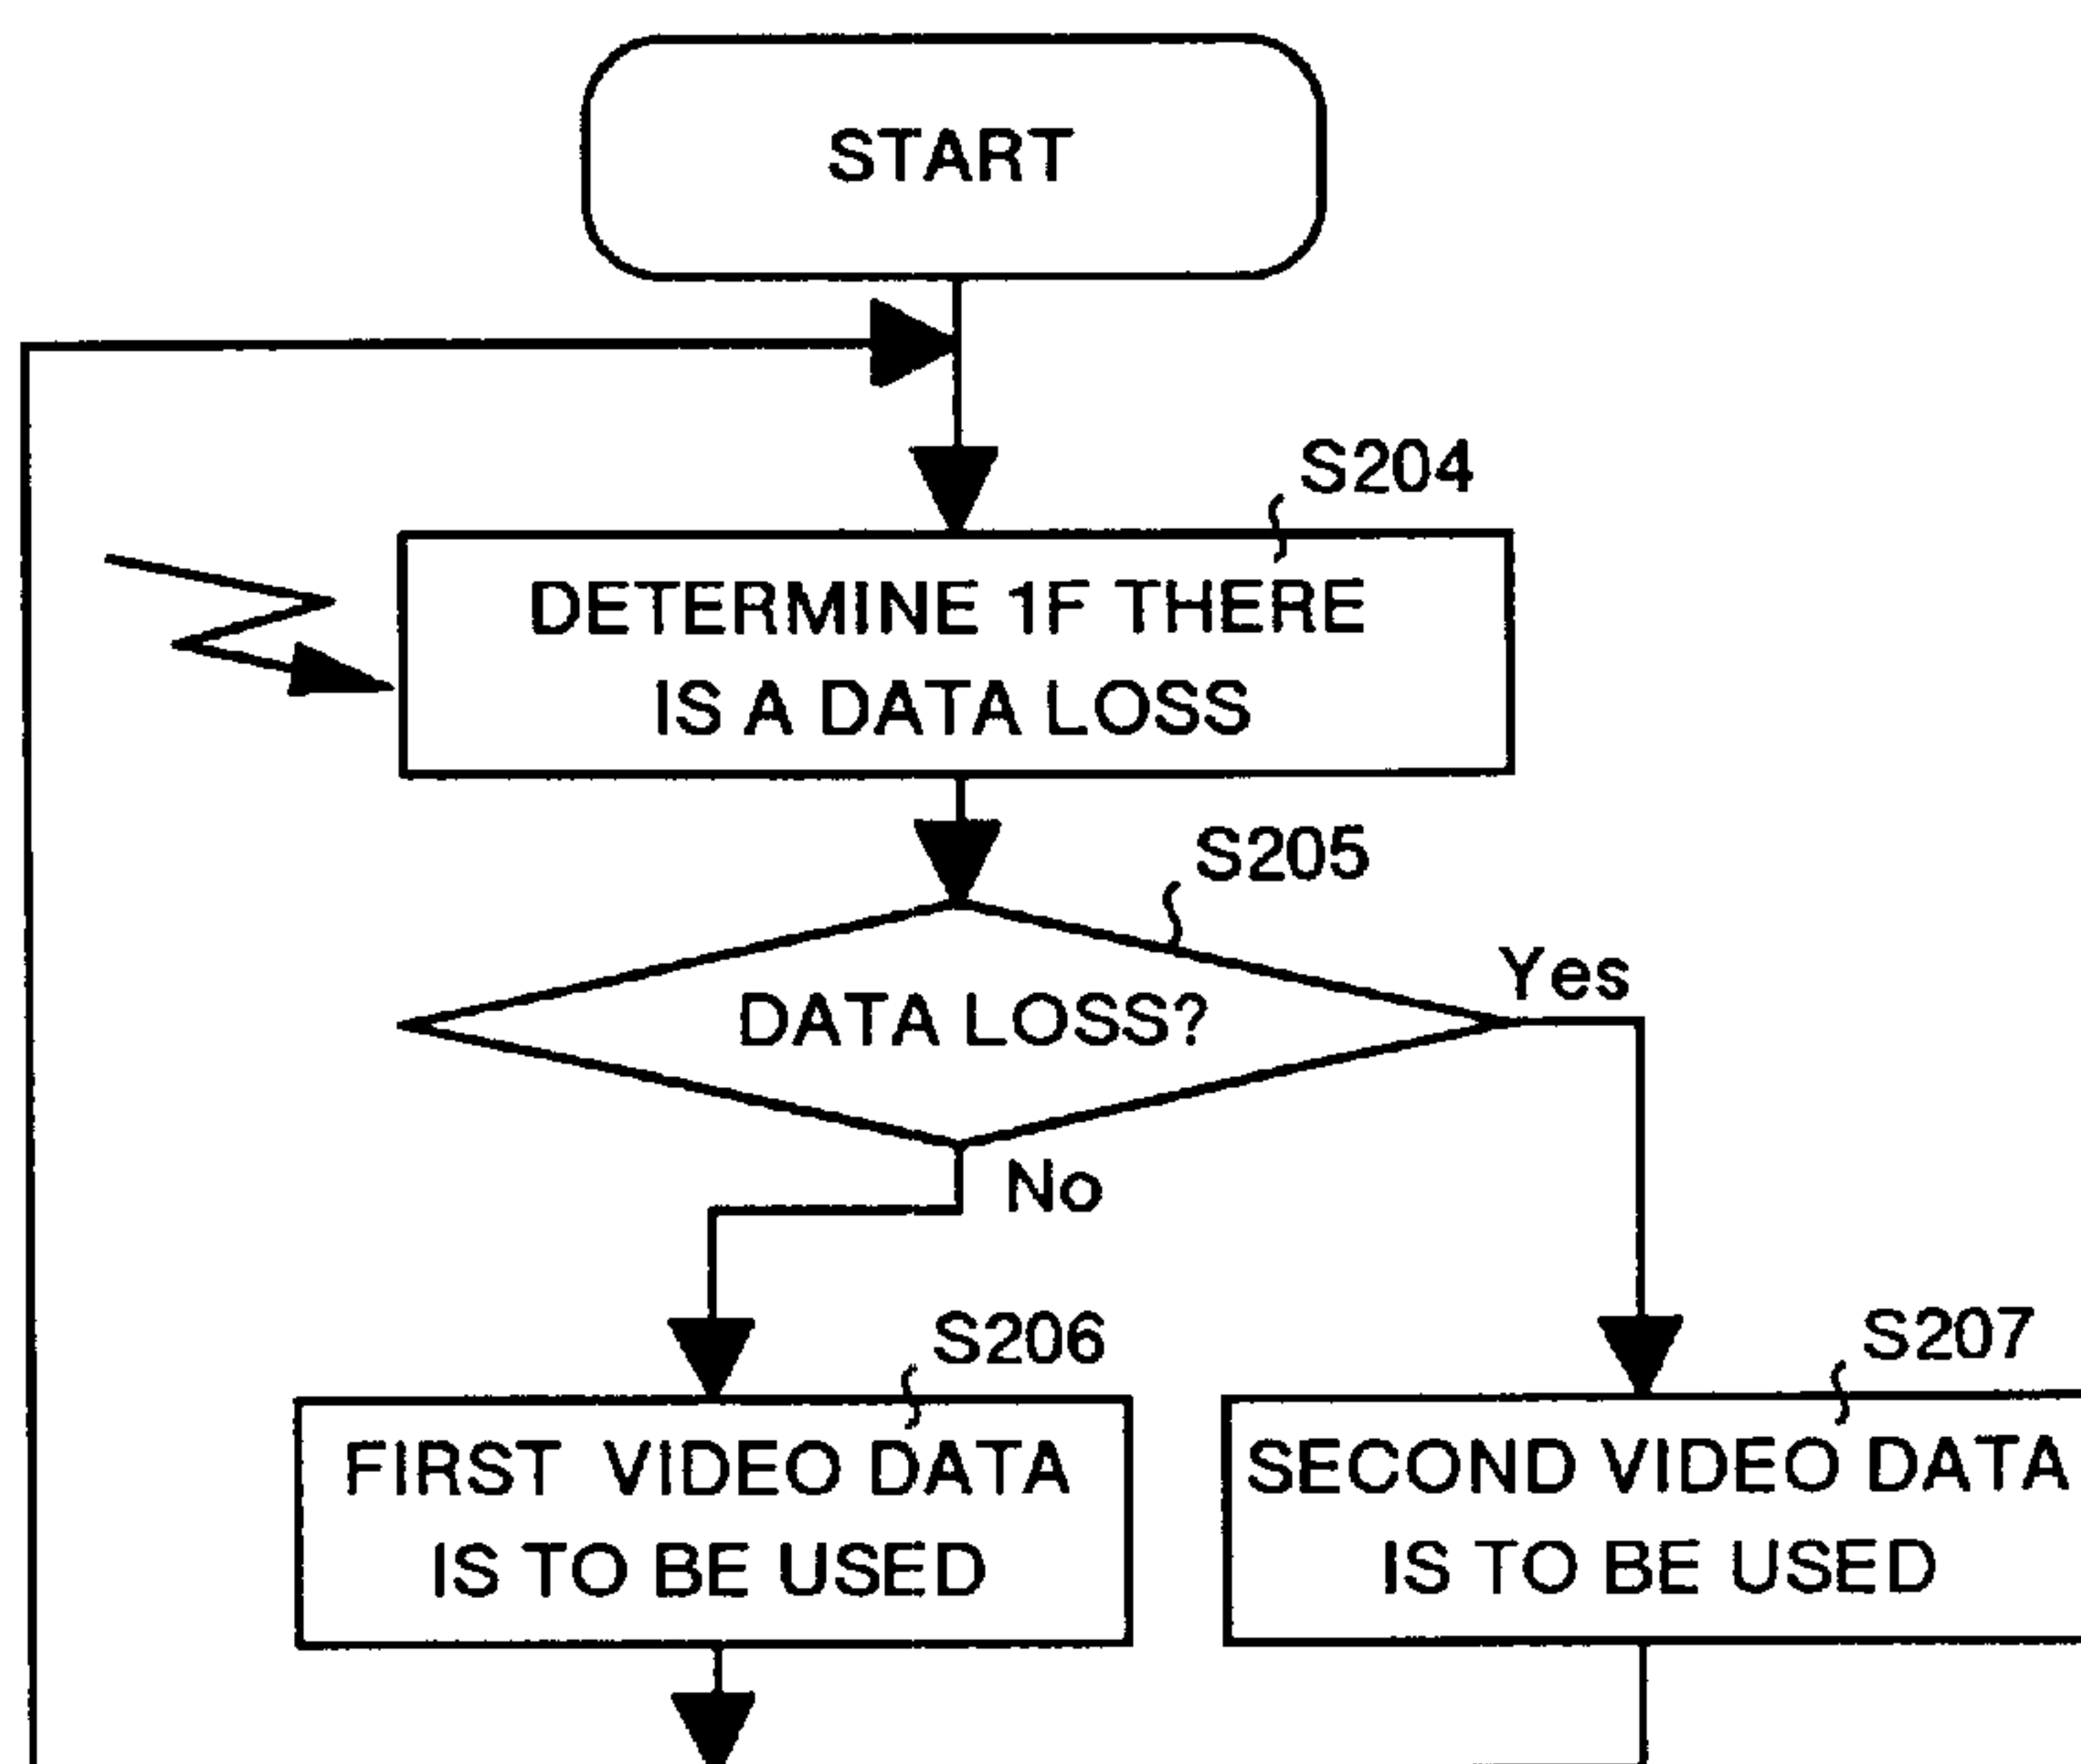 START
S204
DETERMINE 1F THERE
IS A DATA LOSS
S205
DATA LOSS?
Yes
No
S206
FIRST VIDEO DATA
IS TO BE USED
S207
SECOND VIDEO DATA
IS TO BE USED